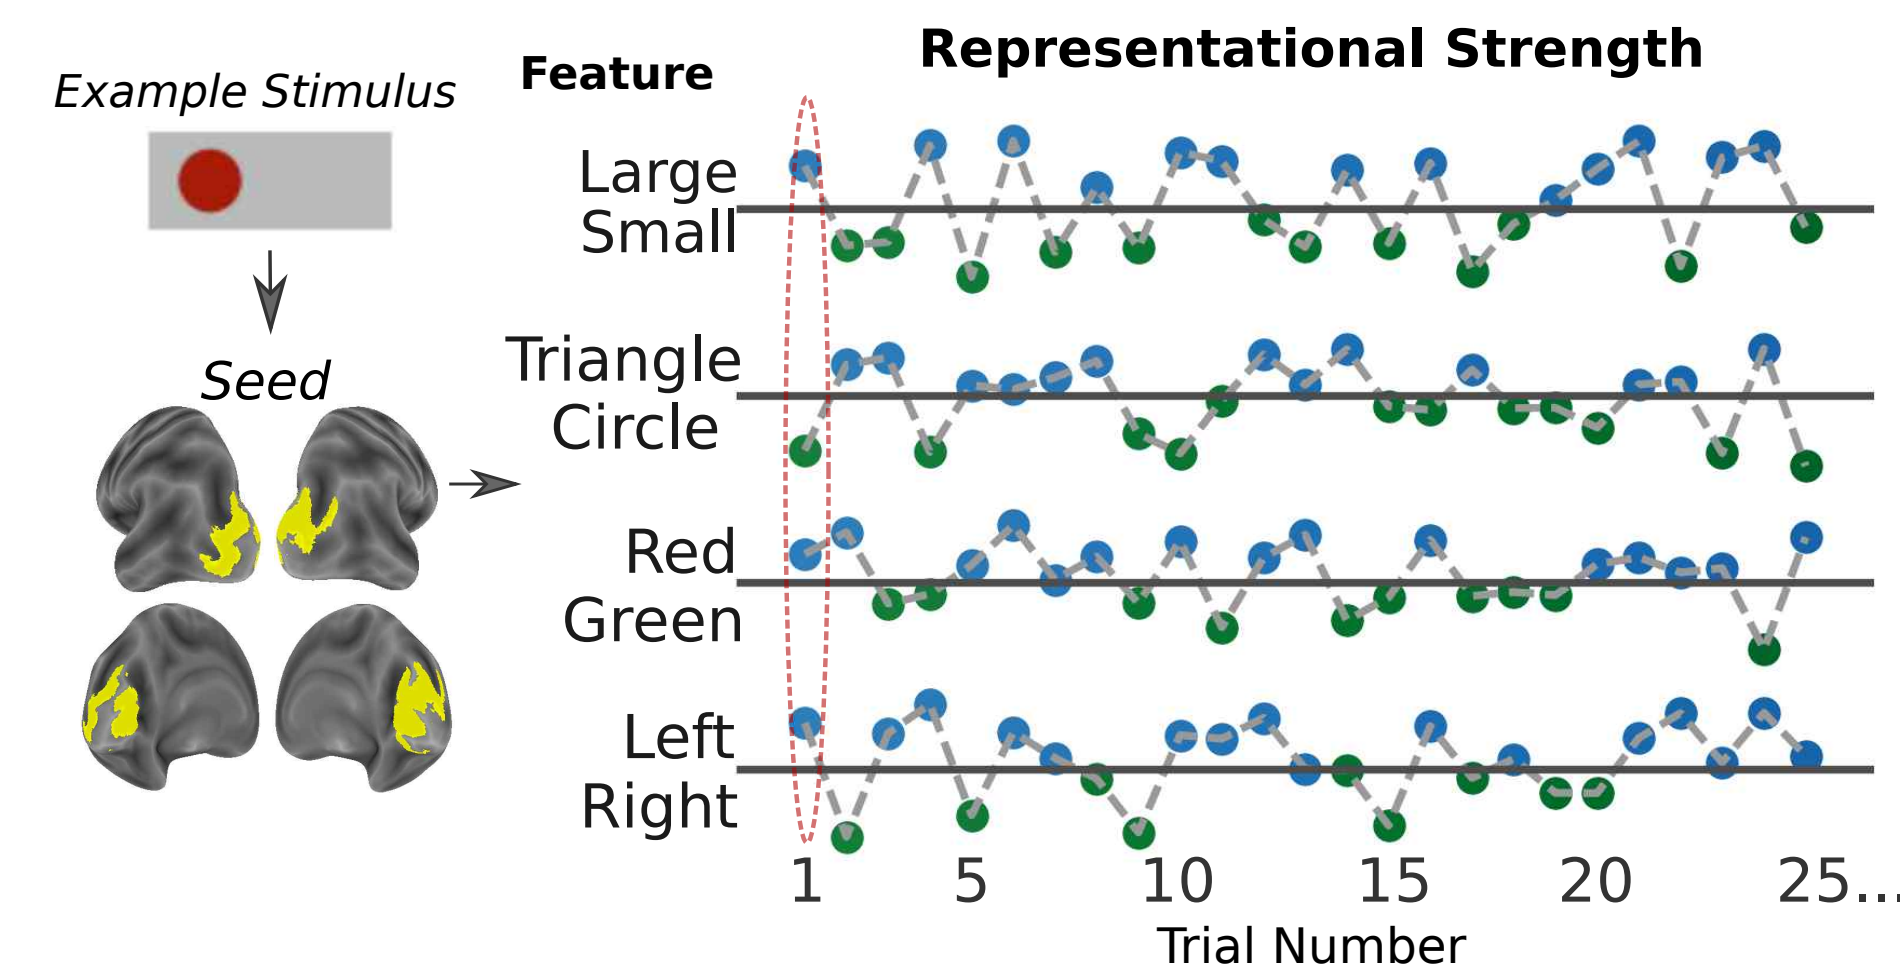 Representational Strength
Feature
Example Stimulus
Large
Small
Seed
Triangle
Circle
Red
Green
Left
Right
1 5 10 15 20 25...
Trial Number